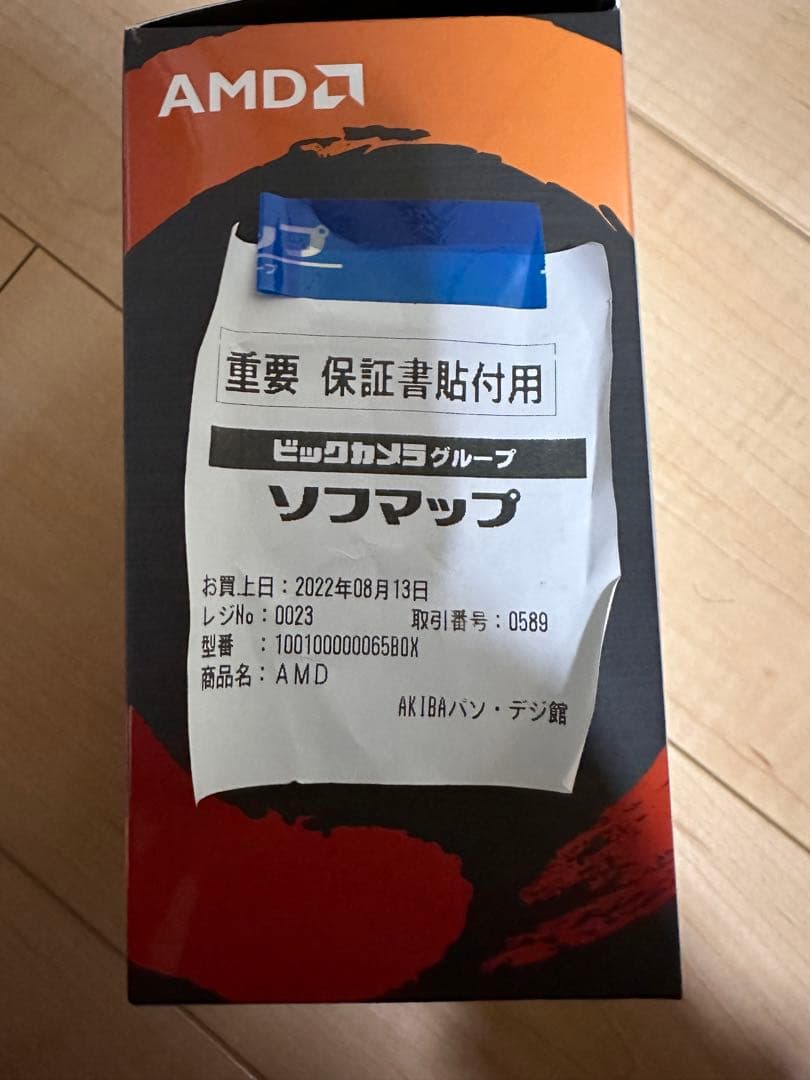 AMD
重要 保証書貼付用
ビックカメラグループ
ソフマップ
お買上日:2022年08月13日
レジNo:0023 取引番号:0589
型番 :100100000065BOX
商品名:AMD
AKIBAパソ・デジ館